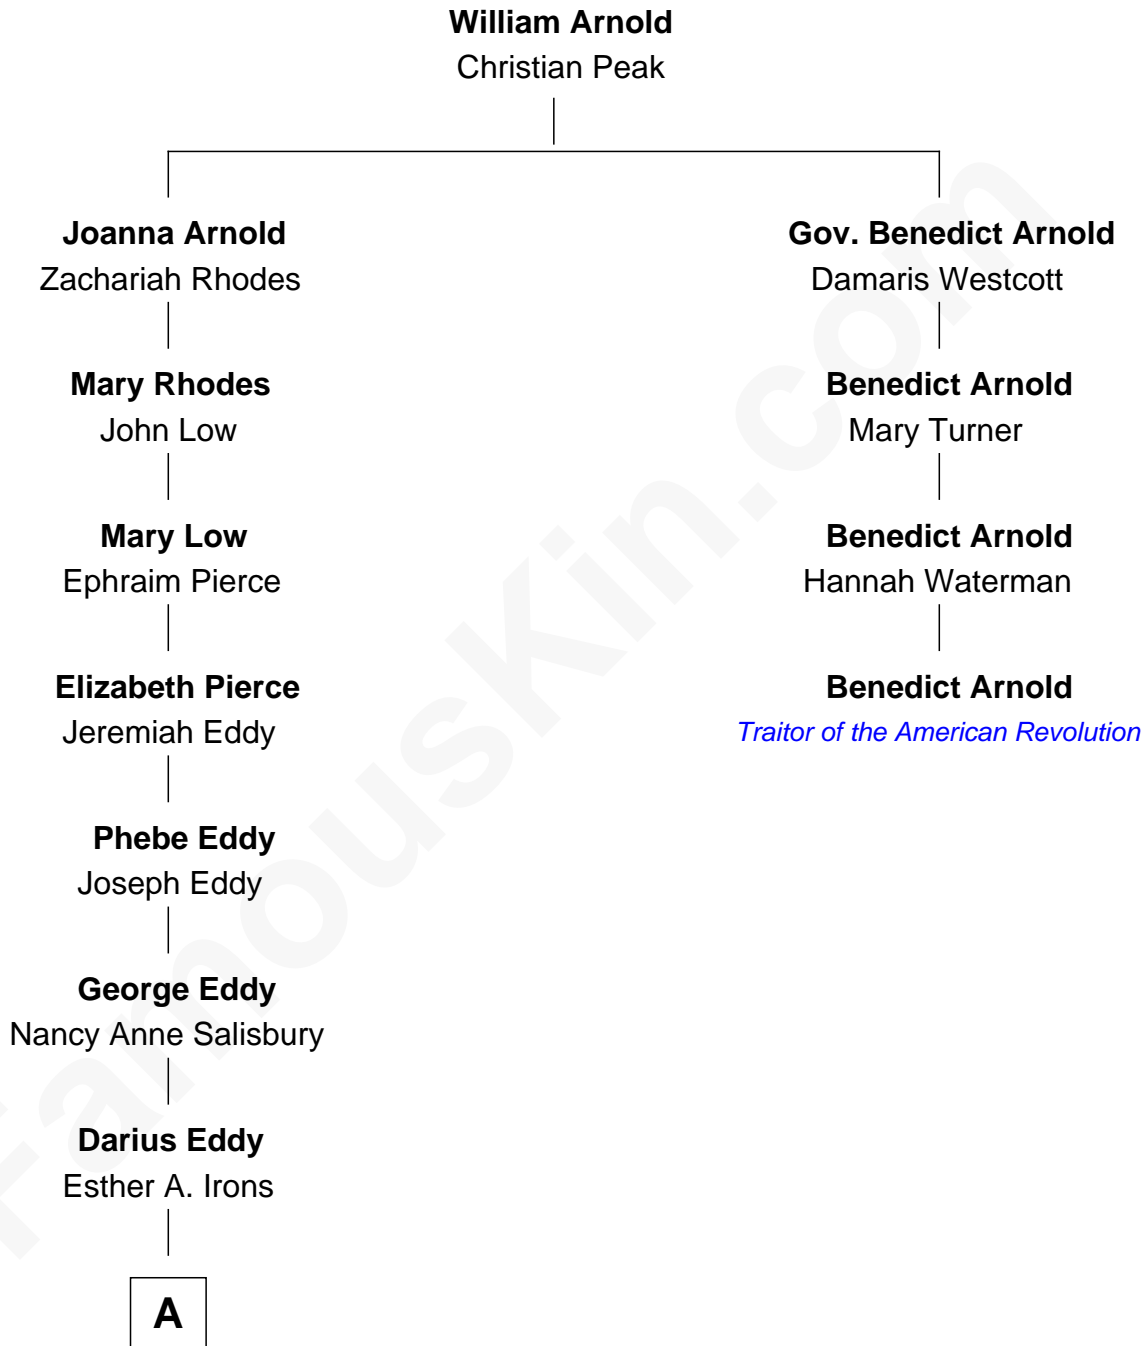 William Arnold
Christian Peak
Joanna Arnold
Zachariah Rhodes
Mary Rhodes
John Low
Mary Low
Ephraim Pierce
Elizabeth Pierce
Jeremiah Eddy
Phebe Eddy
Joseph Eddy
George Eddy
Nancy Anne Salisbury
Darius Eddy
Esther A. Irons
A
Gov. Benedict Arnold
Damaris Westcott
Benedict Arnold
Mary Turner
Benedict Arnold
Hannah Waterman
Benedict Arnold
Traitor of the American Revolution
FamousKin.com